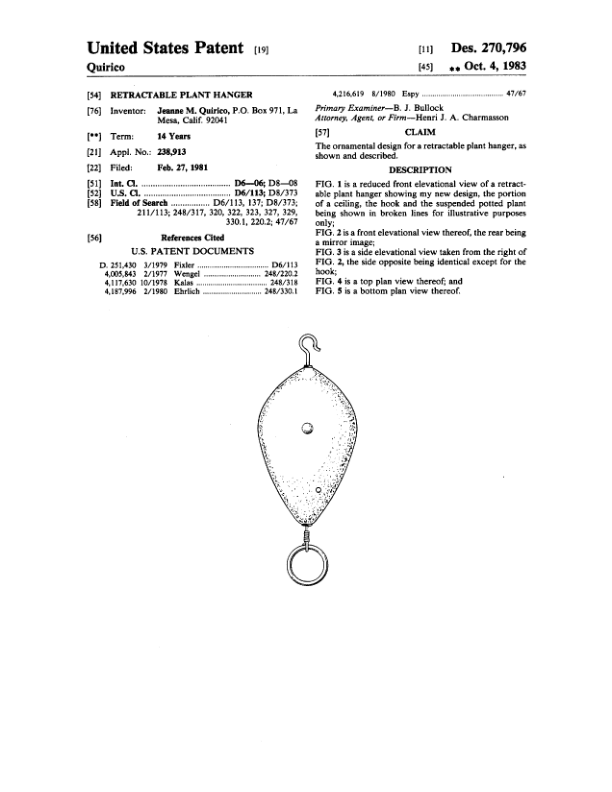 United States Patent [19]
[11] Des. 270,796
Quirico
[45] ** Oct. 4, 1983
[54] RETRACTABLE PLANT HANGER
[76] Inventor: Jeanne M. Quirico, P.O. Box 971, La
Mesa, Calif. 92041
[**] Term: 14 Years
[21] Appl. No.: 238,913
[22] Filed: Feb. 27, 1981
[51] Int. Cl. ........................................ D6—06; D8—08
[52] U.S. Cl. ...................................... D6/113; D8/373
[58] Field of Search ............... D6/113, 137; D8/373;
211/113; 248/317, 320, 322, 323, 327, 329,
330.1, 220.2; 47/67
[56] References Cited
U.S. PATENT DOCUMENTS
D. 251,430 3/1979 Fixler ................................ D6/113
4,005,843 2/1977 Wengel .......................... 248/220.2
4,117,630 10/1978 Kalas ................................ 248/318
4,187,996 2/1980 Ehrlich ........................... 248/330.1
4,216,619 8/1980 Espy ..................................... 47/67
Primary Examiner—B. J. Bullock
Attorney, Agent, or Firm—Henri J. A. Charmasson
[57] CLAIM
The ornamental design for a retractable plant hanger, as
shown and described.
DESCRIPTION
FIG. 1 is a reduced front elevational view of a retract-
able plant hanger showing my new design, the portion
of a ceiling, the hook and the suspended potted plant
being shown in broken lines for illustrative purposes
only;
FIG. 2 is a front elevational view thereof, the rear being
a mirror image;
FIG. 3 is a side elevational view taken from the right of
FIG. 2, the side opposite being identical except for the
hook;
FIG. 4 is a top plan view thereof; and
FIG. 5 is a bottom plan view thereof.